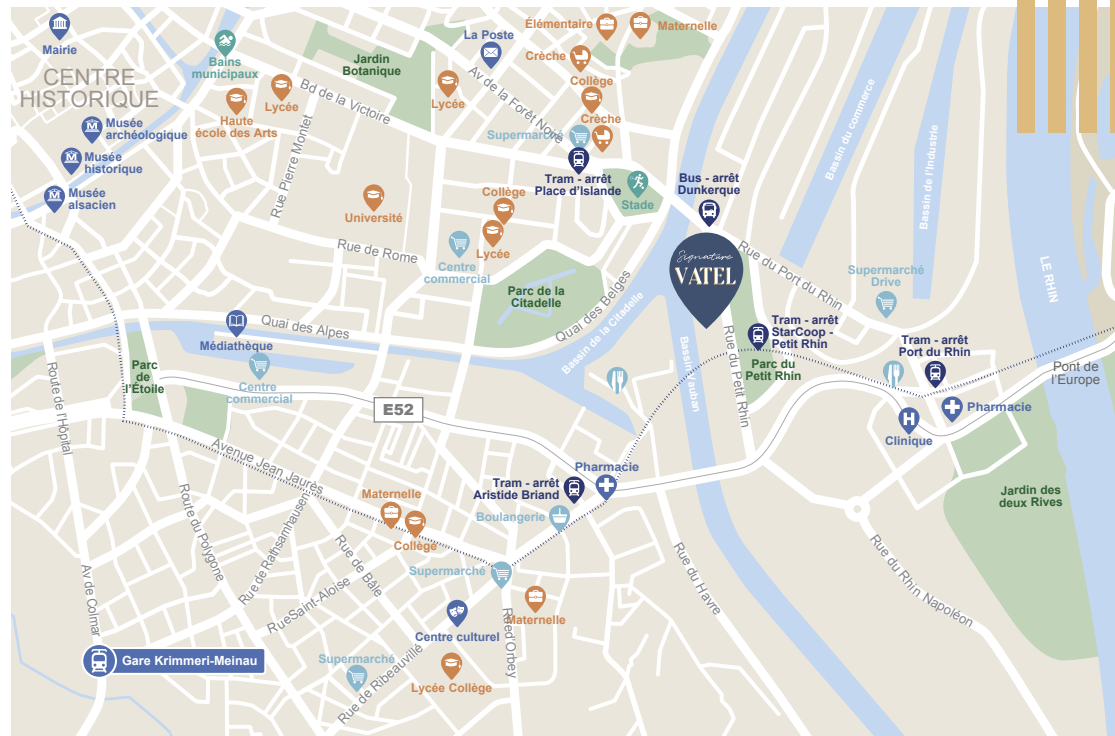 Mairie
CENTRE
HISTORIQUE
Bains
municipaux
Haute
école des Arts
Lycée
Jardin
Botanique
Bd de la Victoire
Lycée
La Poste
Av de la Forêt Noire
Élémentaire
Maternelle
Crèche
Collège
Crèche
Supermarché
Musée
archéologique
Musée
historique
Musée
alsacien
Rue Pierre Montet
Université
Rue de Rome
Collège
Lycée
Centre
commercial
Tram - arrêt
Place d'Islande
Stade
Bus - arrêt
Dunkerque
Signature
VATEL
Bassin du commerce
Bassin de l'Industrie
LE RHIN
Rue du Port du Rhin
Supermarché
Drive
Parc de la
Citadelle
Quai des Belges
Bassin de la Citadelle
Bassin Vauban
Rue du Petit Rhin
Tram - arrêt
StarCoop -
Petit Rhin
Parc du
Petit Rhin
Tram - arrêt
Port du Rhin
Pont de
l'Europe
Pharmacie
Clinique
Jardin des
deux Rives
Quai des Alpes
Médiathèque
Centre
commercial
Parc
de
l'Étoile
Route de l'Hôpital
E52
Avenue Jean Jaurès
Pharmacie
Tram - arrêt
Aristide Briand
Boulangerie
Maternelle
Collège
Supermarché
Maternelle
Route du Polygone
Rue de Rathsamhausen
Rue de Bâle
RueSaint-Aloise
Av de Colmar
Gare Krimmeri-Meinau
Centre culturel
Supermarché
Rue de Ribeauvillé
Lycée Collège
Rue d'Orbey
Rue du Havre
Rue du Rhin Napoléon